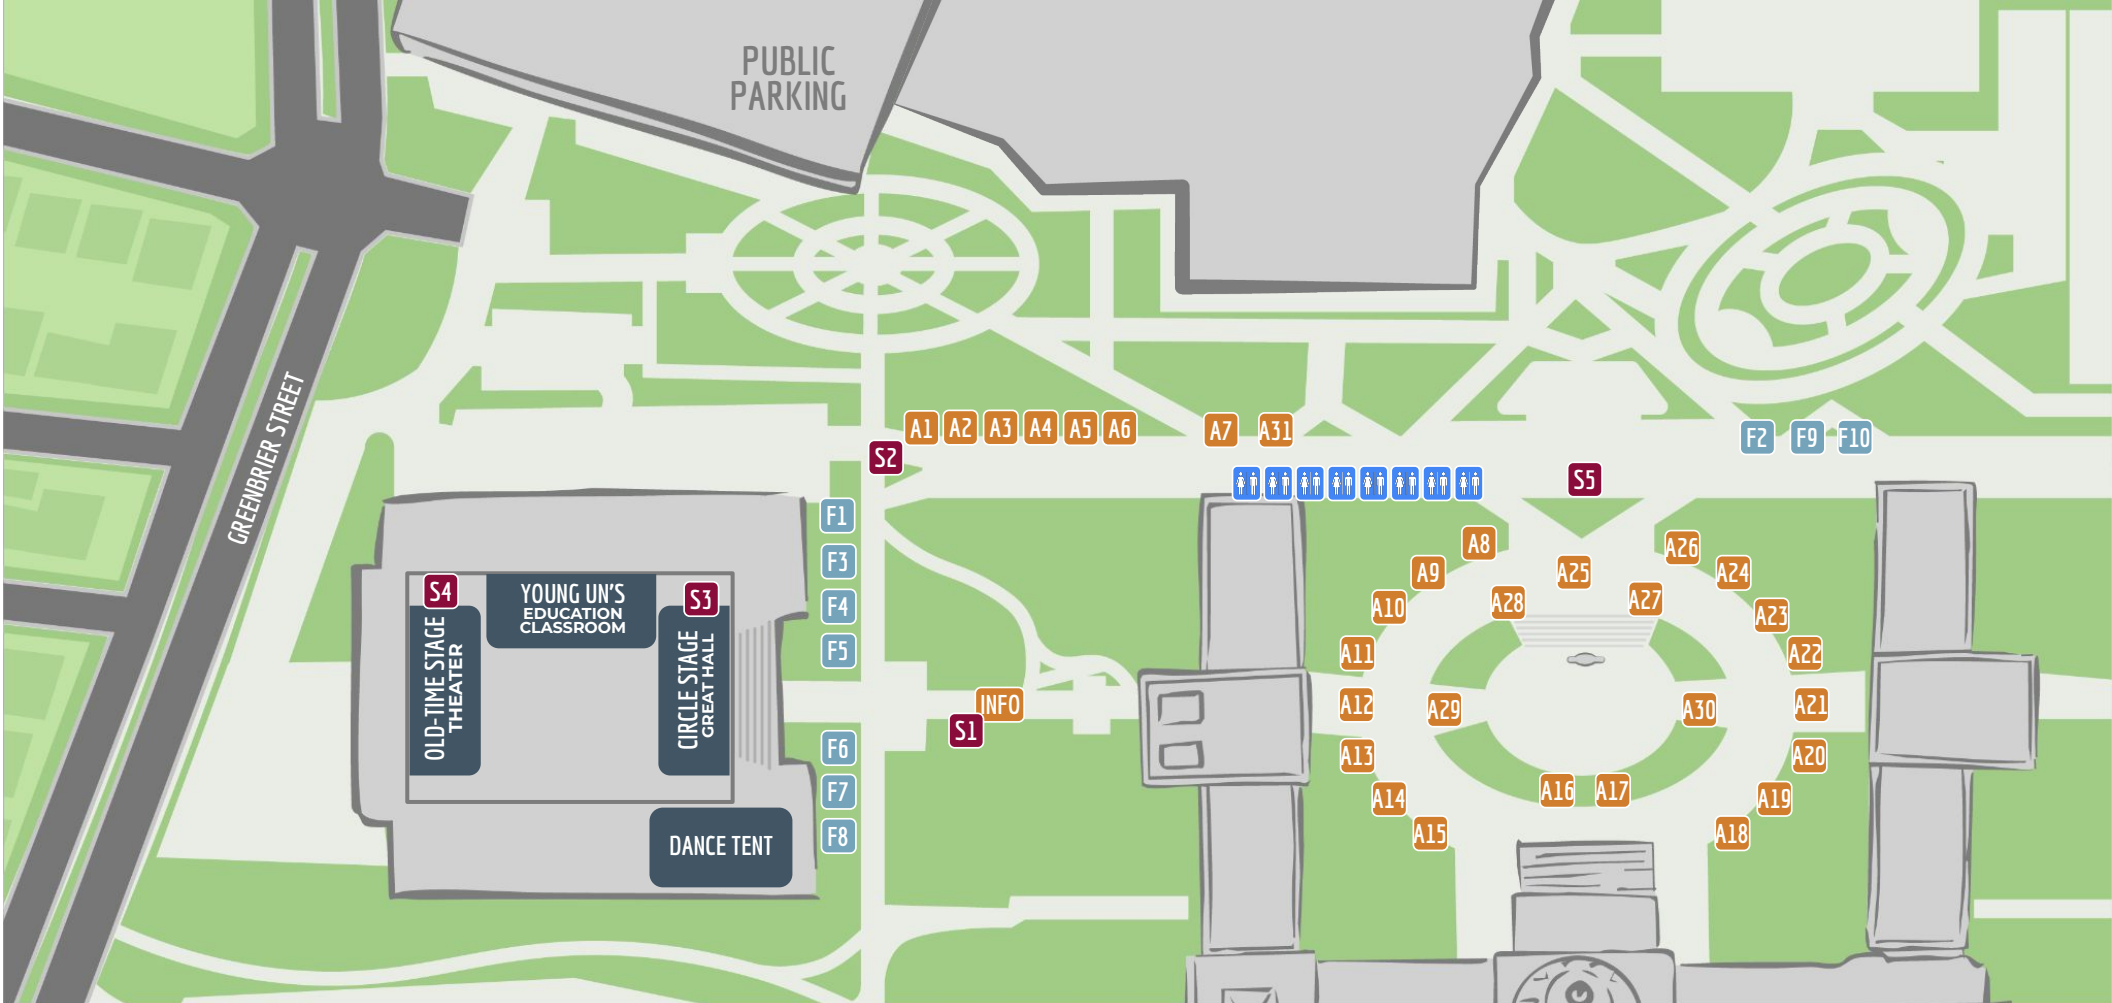 PUBLIC
PARKING
GREENBRIER STREET
A1
A2
A3
A4
A5
A6
A7
A31
F2
F9
F10
S2
S5
F1
F3
F4
F5
F6
F7
F8
S4
OLD-TIME STAGE
THEATER
YOUNG UN'S
EDUCATION
CLASSROOM
S3
CIRCLE STAGE
GREAT HALL
DANCE TENT
INFO
S1
A8
A9
A10
A11
A12
A13
A14
A15
A28
A25
A27
A26
A24
A23
A22
A21
A20
A19
A18
A29
A30
A16
A17